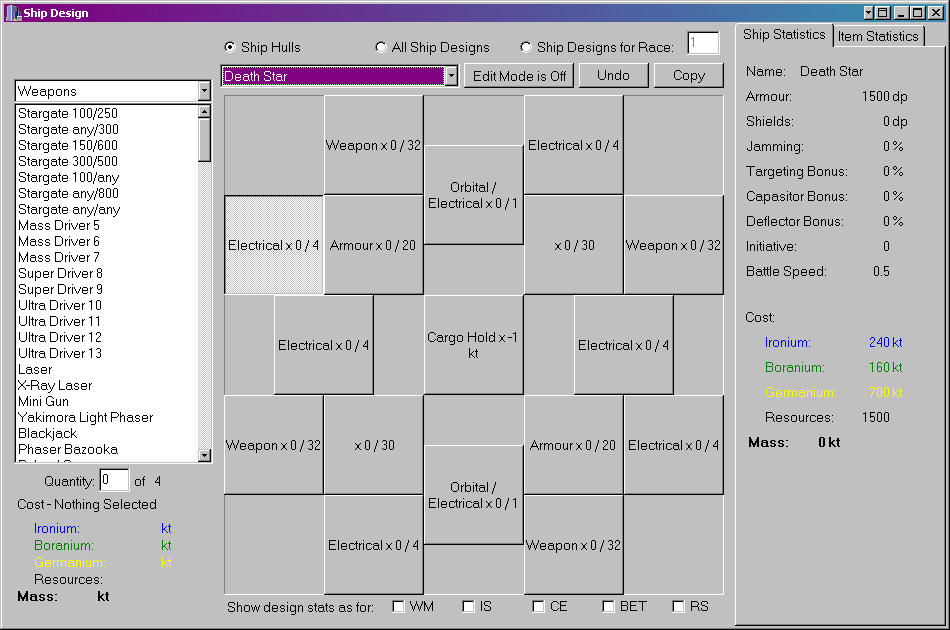 Ship Design
Ship Hulls
All Ship Designs
Ship Designs for Race:
1
Death Star
Edit Mode is Off
Undo
Copy
Weapons
Stargate 100/250
Stargate any/300
Stargate 150/600
Stargate 300/500
Stargate 100/any
Stargate any/800
Stargate any/any
Mass Driver 5
Mass Driver 6
Mass Driver 7
Super Driver 8
Super Driver 9
Ultra Driver 10
Ultra Driver 11
Ultra Driver 12
Ultra Driver 13
Laser
X-Ray Laser
Mini Gun
Yakimora Light Phaser
Blackjack
Phaser Bazooka
Quantity: 0 of 4
Cost - Nothing Selected
Ironium: kt
Boranium: kt
Germanium: kt
Resources:
Mass: kt
Weapon x 0 / 32
Electrical x 0 / 4
Orbital /
Electrical x 0 / 1
Electrical x 0 / 4
Armour x 0 / 20
x 0 / 30
Weapon x 0 / 32
Electrical x 0 / 4
Cargo Hold x -1
kt
Electrical x 0 / 4
Weapon x 0 / 32
x 0 / 30
Armour x 0 / 20
Electrical x 0 / 4
Orbital /
Electrical x 0 / 1
Electrical x 0 / 4
Weapon x 0 / 32
Show design stats as for:
WM
IS
CE
BET
RS
Ship Statistics
Item Statistics
Name: Death Star
Armour: 1500 dp
Shields: 0 dp
Jamming: 0 %
Targeting Bonus: 0 %
Capasitor Bonus: 0 %
Deflector Bonus: 0 %
Initiative: 0
Battle Speed: 0.5
Cost:
Ironium: 240 kt
Boranium: 160 kt
Germanium: 700 kt
Resources: 1500
Mass: 0 kt